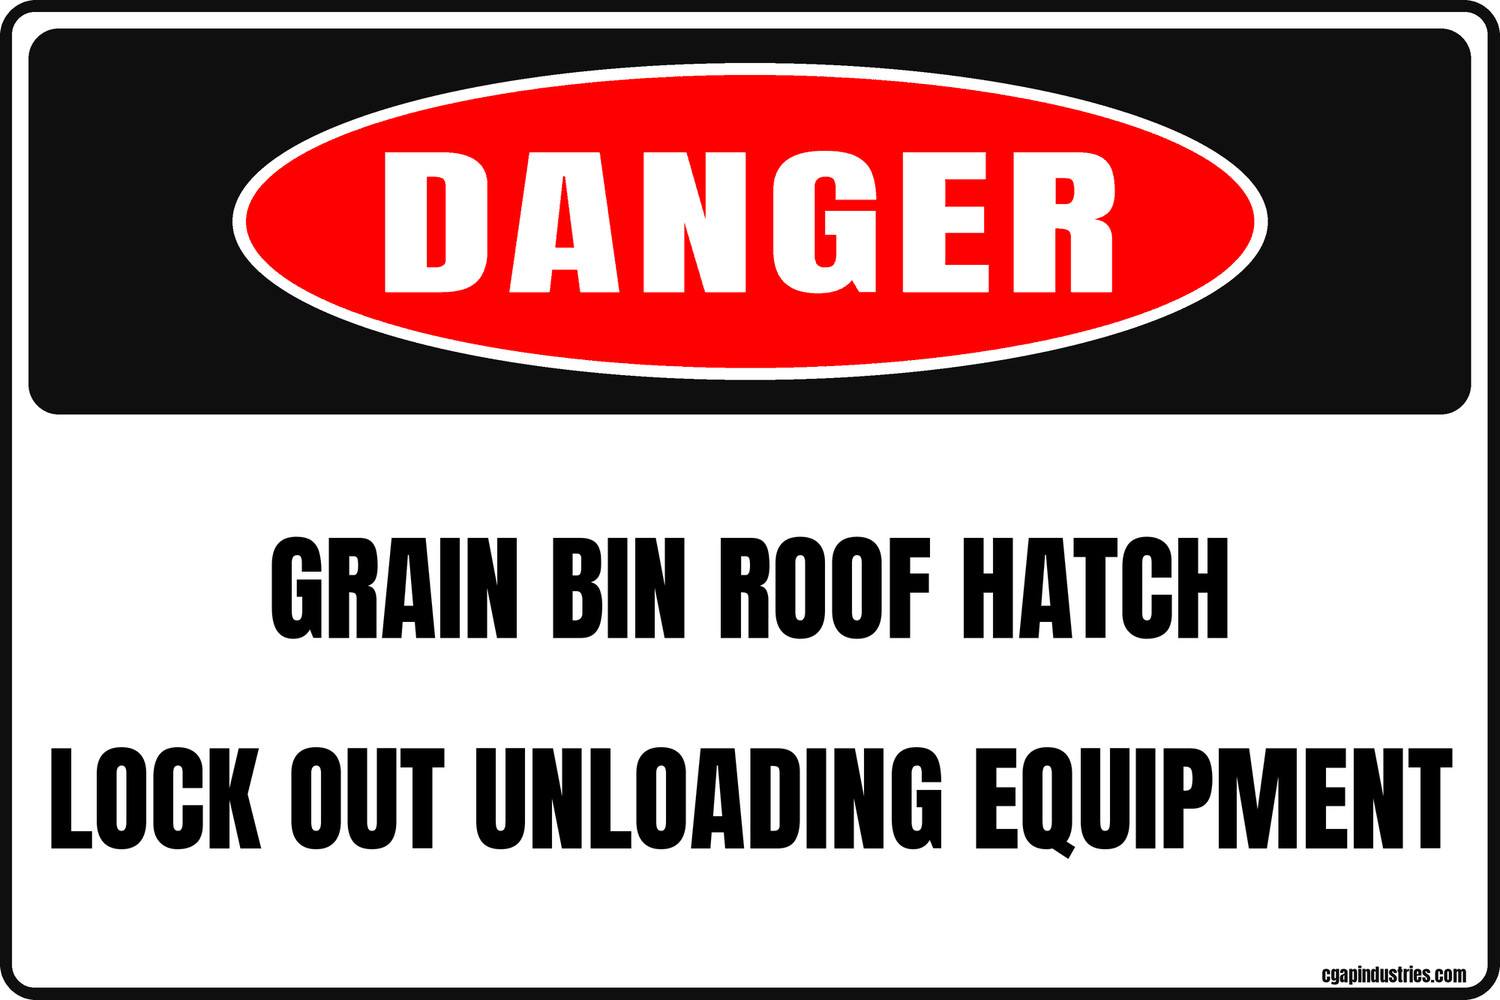 DANGER
GRAIN BIN ROOF HATCH
LOCK OUT UNLOADING EQUIPMENT
cgapindustries.com